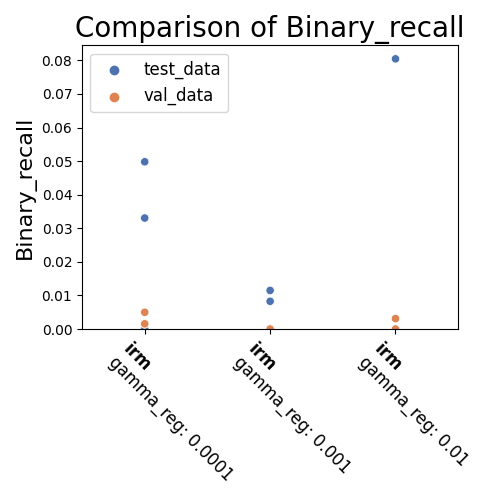 Comparison of Binary_recall
test_data
val_data
Binary_recall
0.08
0.07
0.06
0.05
0.04
0.03
0.02
0.01
0.00
irm
gamma_reg: 0.0001
irm
gamma_reg: 0.001
irm
gamma_reg: 0.01